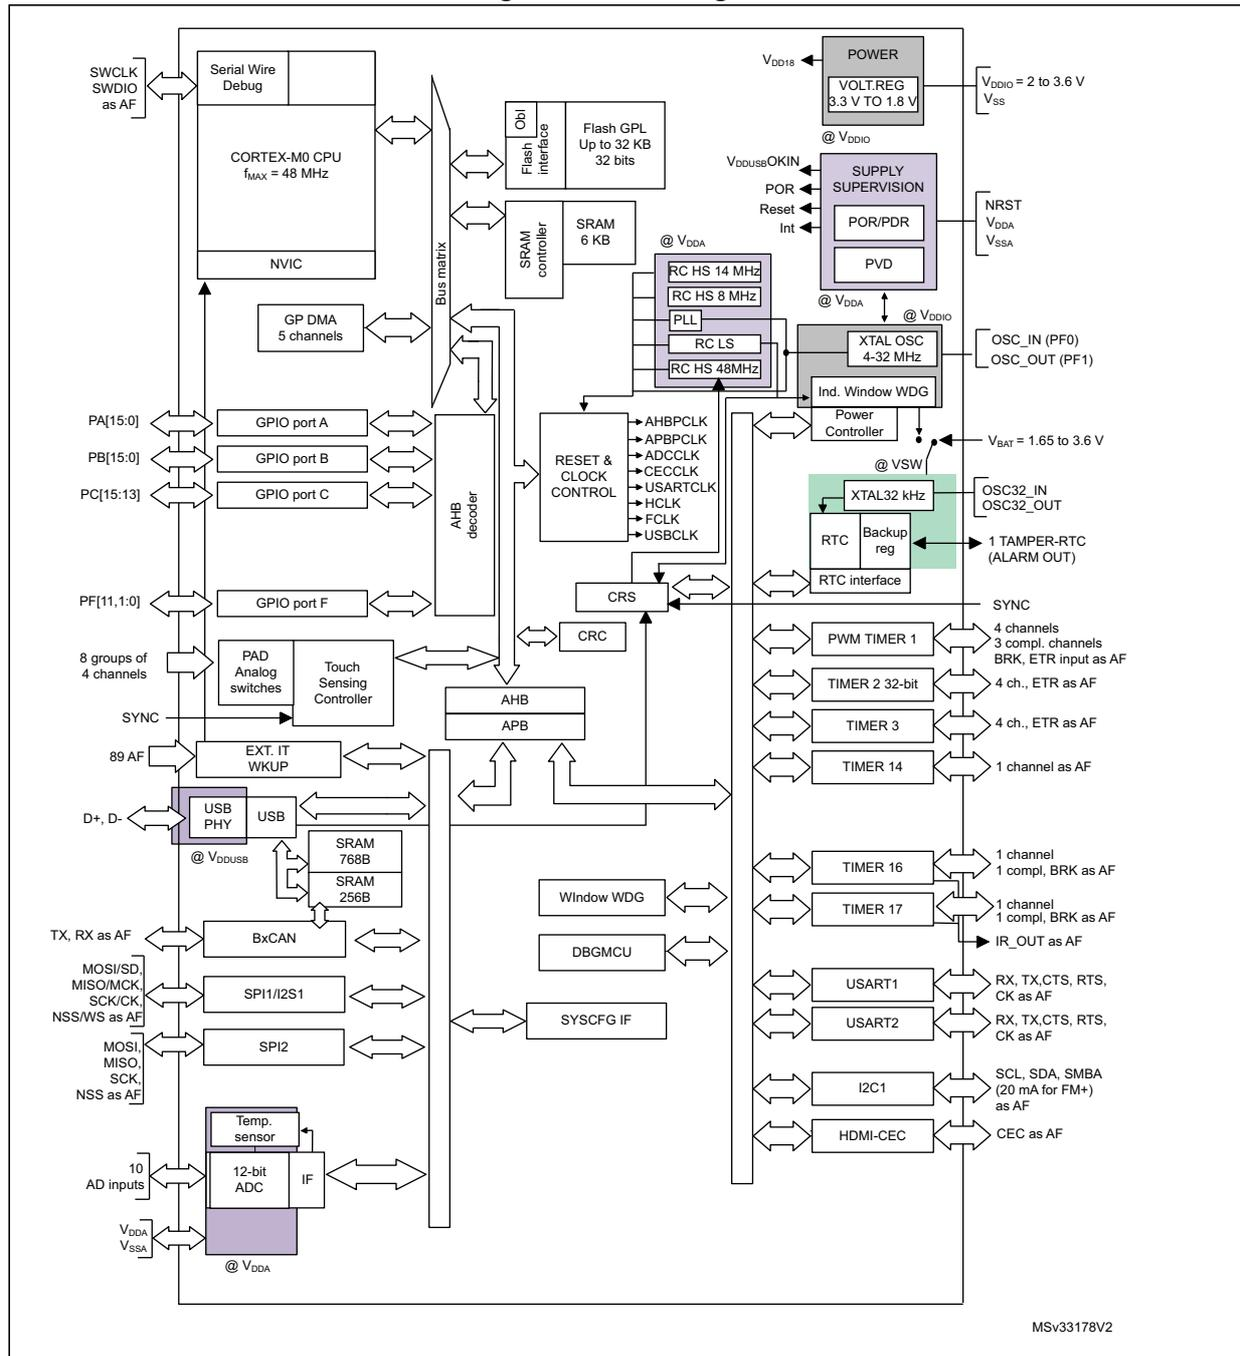 POWER
VDD18
VOLT.REG
3.3 V TO 1.8 V
VDDIO = 2 to 3.6 V
VSS
@ VDDIO
SWCLK
SWDIO
as AF
Serial Wire
Debug
CORTEX-M0 CPU
fMAX = 48 MHz
NVIC
Bus matrix
Obl
Flash
interface
Flash GPL
Up to 32 KB
32 bits
SRAM
controller
SRAM
6 KB
VDDUSBOKIN
POR
Reset
Int
SUPPLY
SUPERVISION
POR/PDR
PVD
NRST
VDDA
VSSA
@ VDDA
@ VDDA
RC HS 14 MHz
RC HS 8 MHz
PLL
RC LS
RC HS 48MHz
@ VDDIO
XTAL OSC
4-32 MHz
OSC_IN (PF0)
OSC_OUT (PF1)
Ind. Window WDG
Power
Controller
VBAT = 1.65 to 3.6 V
@ VSW
GP DMA
5 channels
PA[15:0]
GPIO port A
PB[15:0]
GPIO port B
PC[15:13]
GPIO port C
PF[11,1:0]
GPIO port F
AHB
decoder
RESET &
CLOCK
CONTROL
AHBPCLK
APBPCLK
ADCCLK
CECCLK
USARTCLK
HCLK
FCLK
USBCLK
XTAL32 kHz
OSC32_IN
OSC32_OUT
RTC
Backup
reg
1 TAMPER-RTC
(ALARM OUT)
RTC interface
CRS
SYNC
CRC
8 groups of
4 channels
PAD
Analog
switches
Touch
Sensing
Controller
SYNC
AHB
APB
89 AF
EXT. IT
WKUP
D+, D-
USB
PHY
USB
@ VDDUSB
SRAM
768B
SRAM
256B
TX, RX as AF
BxCAN
MOSI/SD,
MISO/MCK,
SCK/CK,
NSS/WS as AF
SPI1/I2S1
MOSI,
MISO,
SCK,
NSS as AF
SPI2
Temp.
sensor
10
AD inputs
12-bit
ADC
IF
VDDA
VSSA
@ VDDA
WIndow WDG
DBGMCU
SYSCFG IF
PWM TIMER 1
4 channels
3 compl. channels
BRK, ETR input as AF
TIMER 2 32-bit
4 ch., ETR as AF
TIMER 3
4 ch., ETR as AF
TIMER 14
1 channel as AF
TIMER 16
1 channel
1 compl, BRK as AF
TIMER 17
1 channel
1 compl, BRK as AF
IR_OUT as AF
USART1
RX, TX,CTS, RTS,
CK as AF
USART2
RX, TX,CTS, RTS,
CK as AF
I2C1
SCL, SDA, SMBA
(20 mA for FM+)
as AF
HDMI-CEC
CEC as AF
MSv33178V2